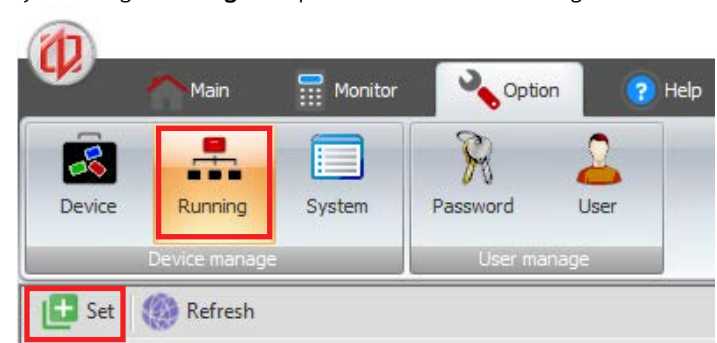 Main Monitor Option Help
Device Running System Password User
Device manage User manage
Set Refresh